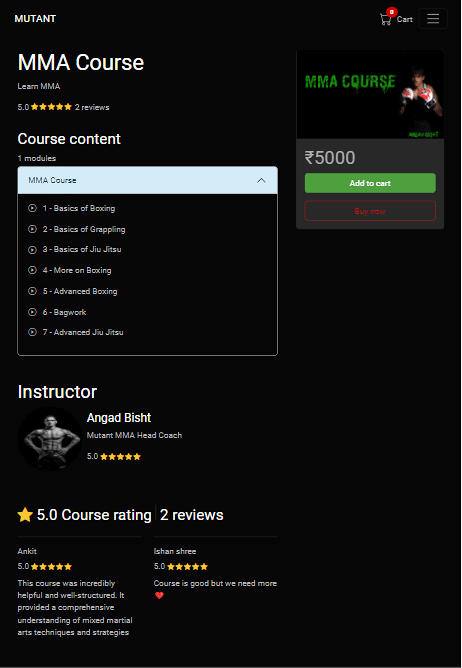 MUTANT
0
Cart
MMA Course
Learn MMA
5.0 ★★★★★ 2 reviews
MMA COURSE
ANGAD BISHT
₹5000
Add to cart
Buy now
Course content
1 modules
MMA Course
1 - Basics of Boxing
2 - Basics of Grappling
3 - Basics of Jiu Jitsu
4 - More on Boxing
5 - Advanced Boxing
6 - Bagwork
7 - Advanced Jiu Jitsu
Instructor
Angad Bisht
Mutant MMA Head Coach
5.0 ★★★★★
★ 5.0 Course rating 2 reviews
Ankit
5.0 ★★★★★
This course was incredibly
helpful and well-structured. It
provided a comprehensive
understanding of mixed martial
arts techniques and strategies
Ishan shree
5.0 ★★★★★
Course is good but we need more
💔